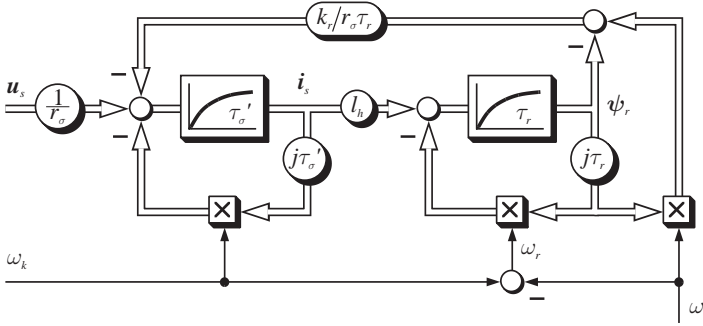 k_r/r_σ τ_r
−
−
u_s
1/r_σ
τ_σ'
i_s
l_h
τ_r
ψ_r
−
−
jτ_σ'
jτ_r
×
×
×
ω_k
ω_r
−
ω